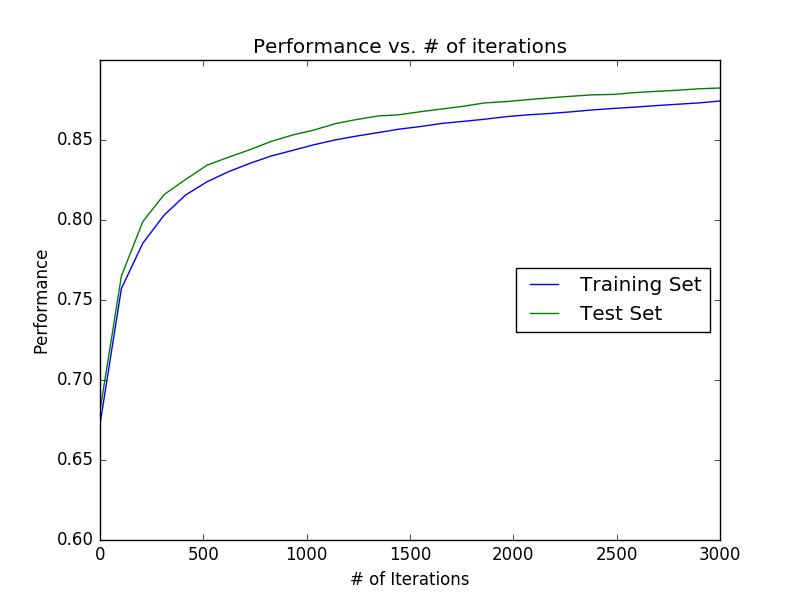 Performance vs. # of iterations
Performance
0.85
0.80
0.75
0.70
0.65
0.60
Training Set
Test Set
0 500 1000 1500 2000 2500 3000
# of Iterations